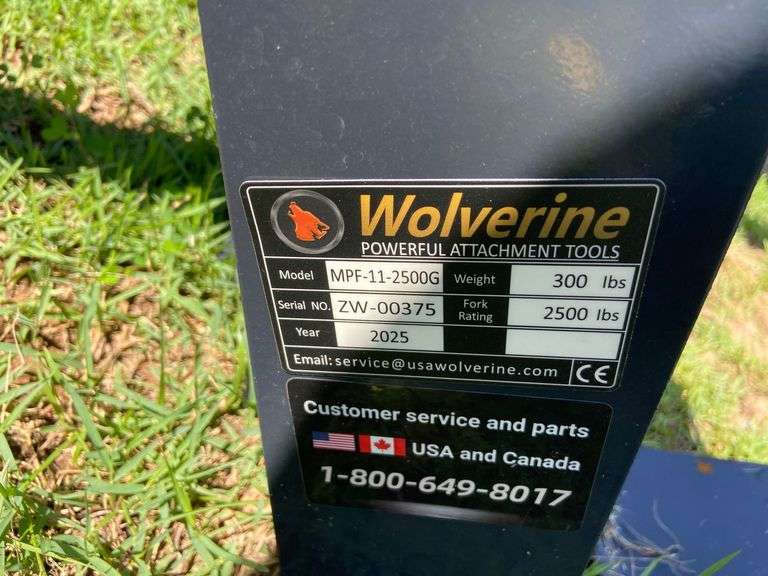 Wolverine
POWERFUL ATTACHMENT TOOLS
Model MPF-11-2500G Weight 300 lbs
Serial NO. ZW-00375 Fork Rating 2500 lbs
Year 2025
Email: service@usawolverine.com CE
Customer service and parts
USA and Canada
1-800-649-8017